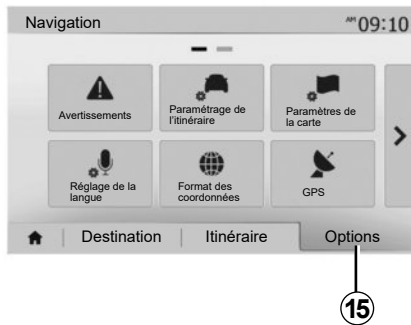 Navigation
AM 09:10
Avertissements
Paramétrage de
l'itinéraire
Paramètres de
la carte
Réglage de la
langue
Format des
coordonnées
GPS
Destination
Itinéraire
Options
15